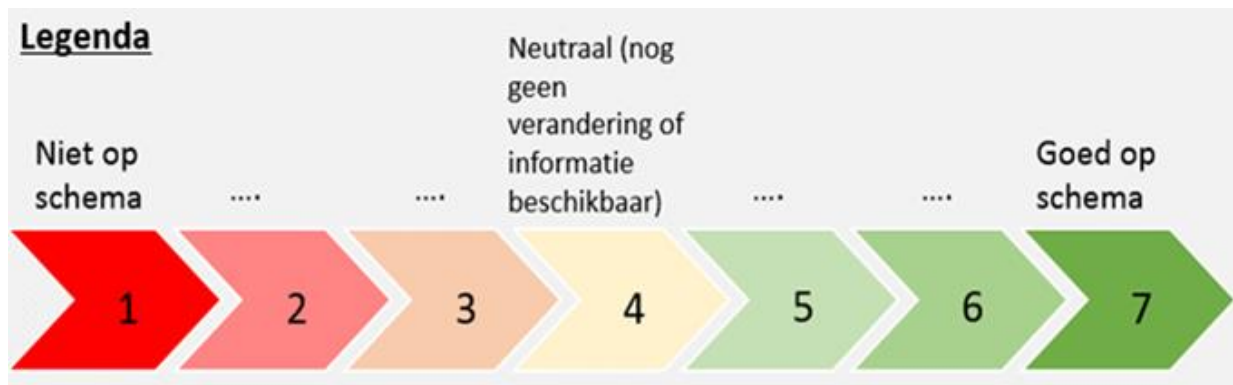 Legenda
Niet op
schema
....
....
Neutraal (nog
geen
verandering of
informatie
beschikbaar)
....
....
Goed op
schema
1
2
3
4
5
6
7